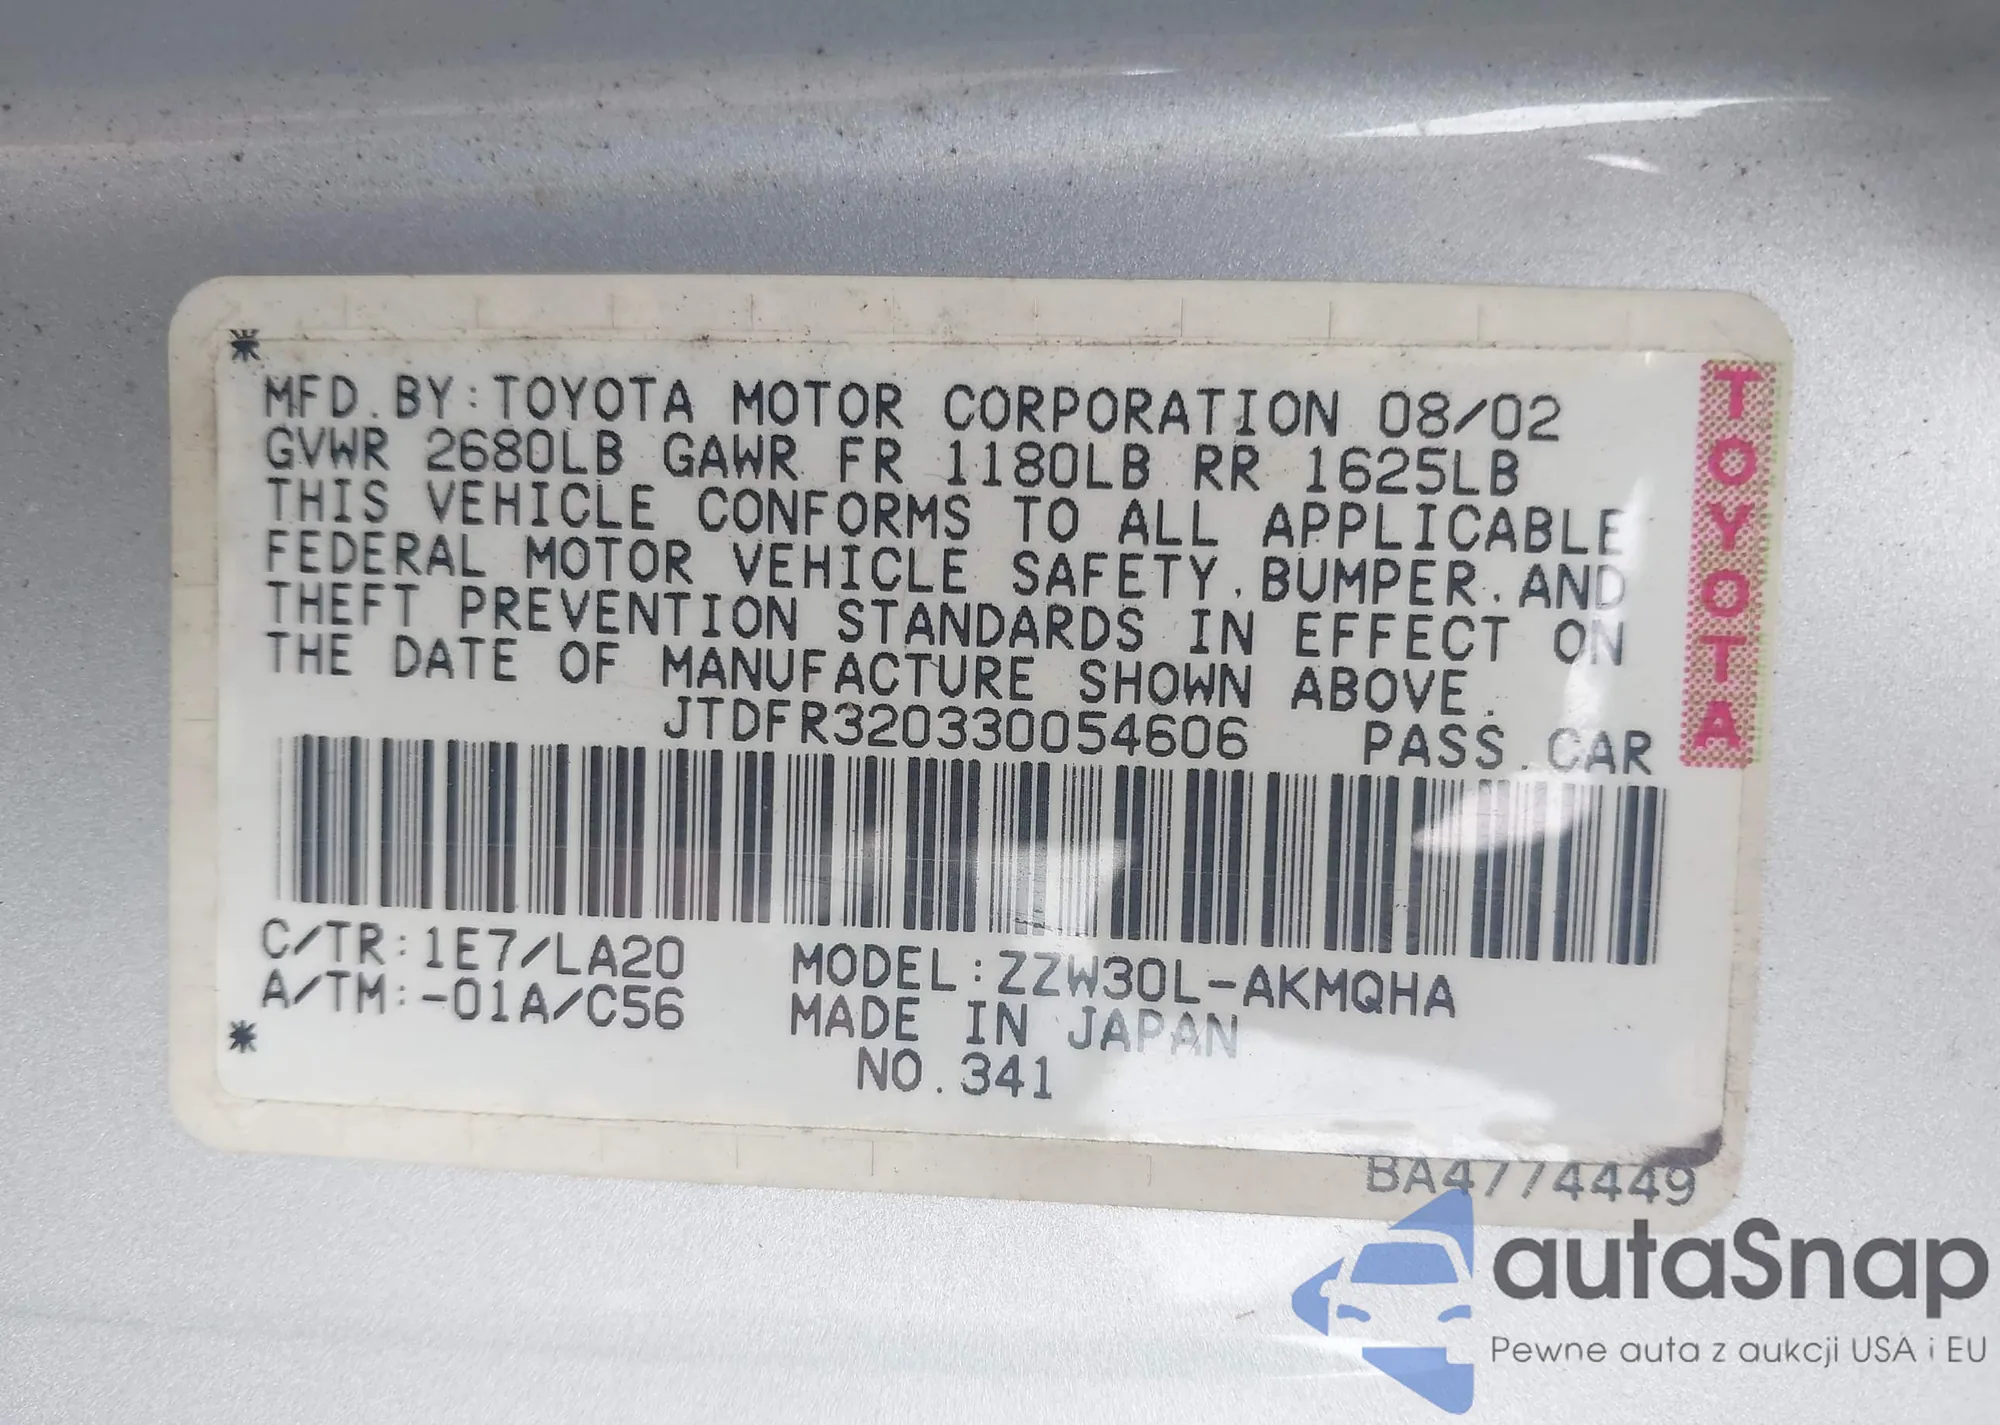 MFD.BY:TOYOTA MOTOR CORPORATION 08/02
GVWR 2680LB GAWR FR 1180LB RR 1625LB
THIS VEHICLE CONFORMS TO ALL APPLICABLE
FEDERAL MOTOR VEHICLE SAFETY,BUMPER,AND
THEFT PREVENTION STANDARDS IN EFFECT ON
THE DATE OF MANUFACTURE SHOWN ABOVE.
JTDFR320330054606 PASS.CAR
TOYOTA
C/TR:1E7/LA20 MODEL:ZZW30L-AKMQHA
A/TM:-01A/C56 MADE IN JAPAN
NO.341
BA4774449
autaSnap
Pewne auta z aukcji USA i EU